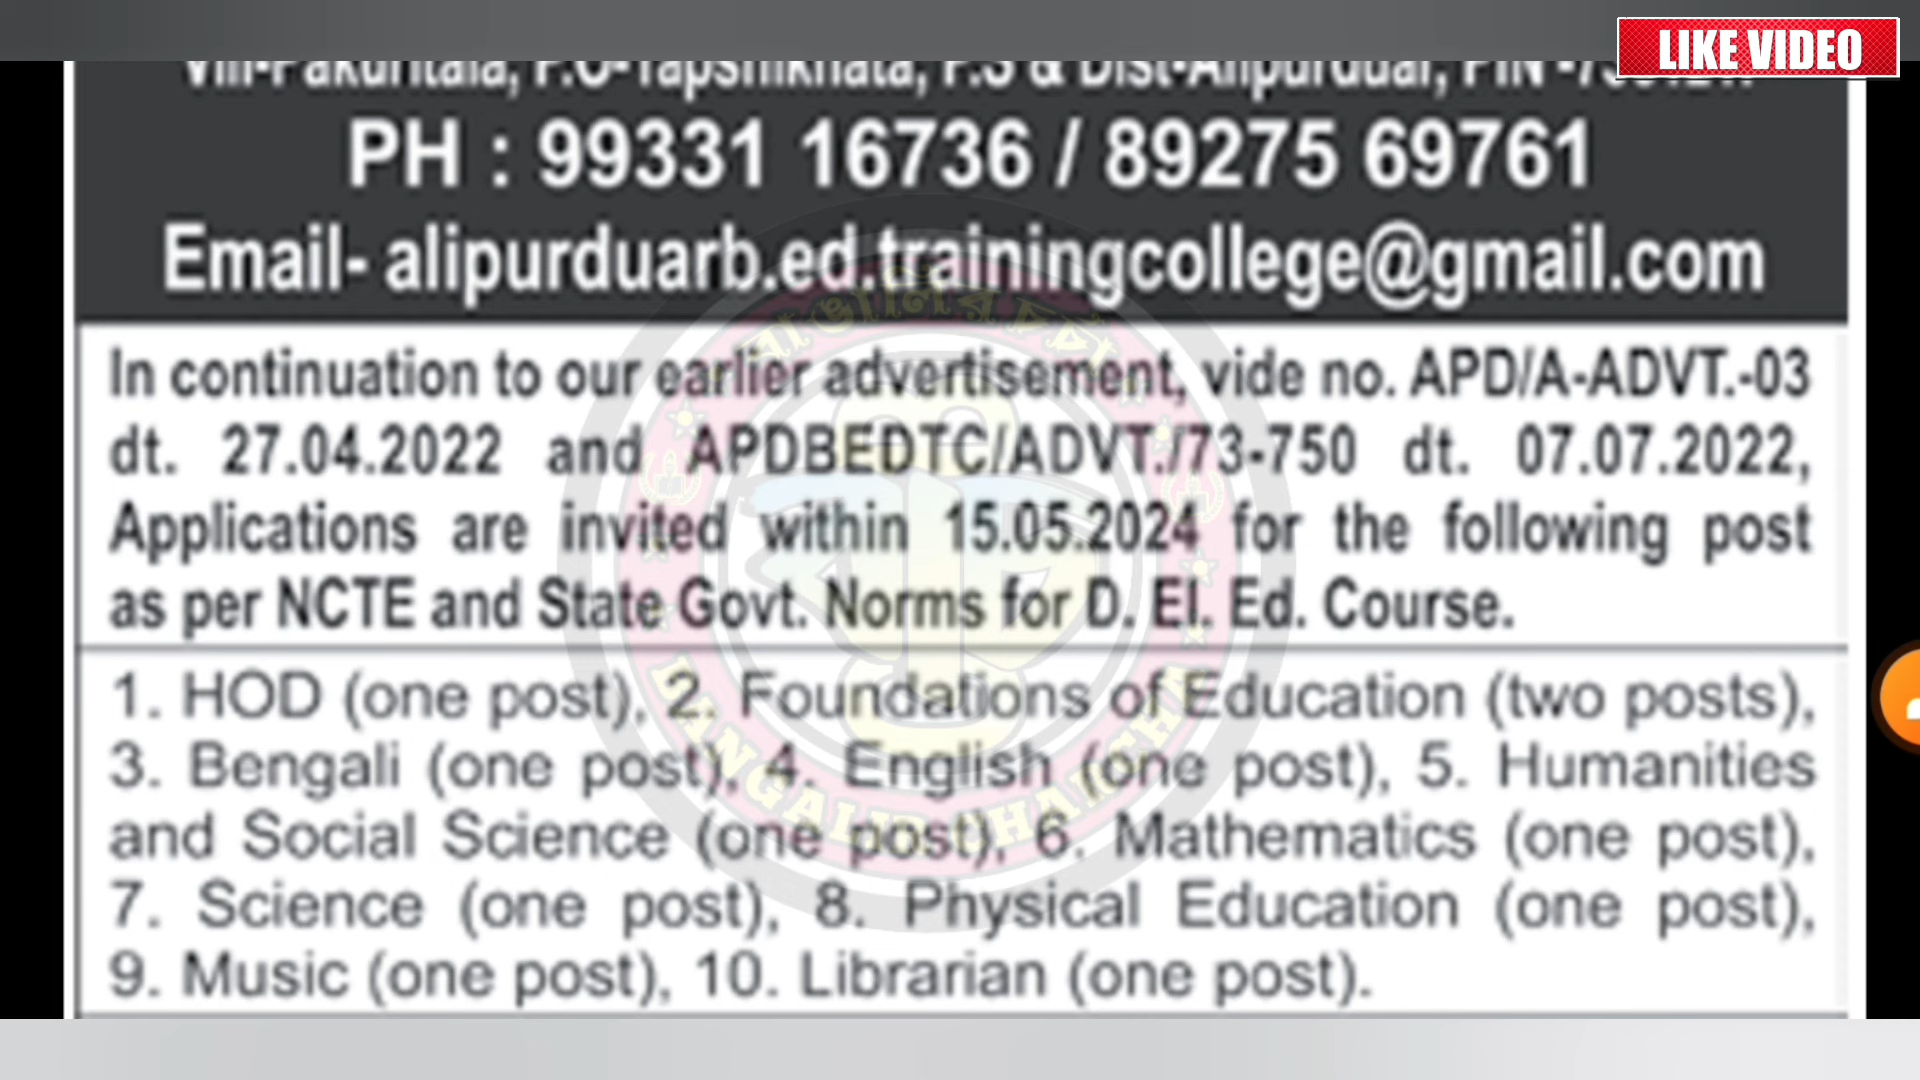 LIKE VIDEO
PH : 99331 16736 / 89275 69761
Email- alipurduarb.ed.trainingcollege@gmail.com
In continuation to our earlier advertisement, vide no. APD/A-ADVT.-03
dt. 27.04.2022 and APDBEDTC/ADVT./73-750 dt. 07.07.2022,
Applications are invited within 15.05.2024 for the following post
as per NCTE and State Govt. Norms for D. El. Ed. Course.
1. HOD (one post), 2. Foundations of Education (two posts),
3. Bengali (one post), 4. English (one post), 5. Humanities
and Social Science (one post), 6. Mathematics (one post),
7. Science (one post), 8. Physical Education (one post),
9. Music (one post), 10. Librarian (one post).
BANGALIR CHAKCHA